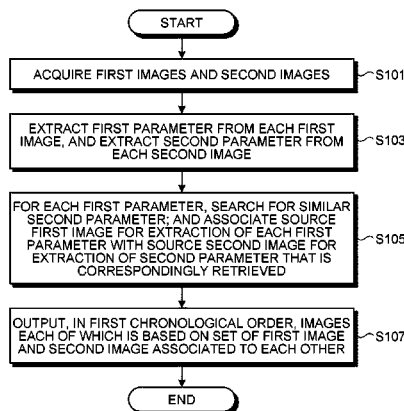 START
ACQUIRE FIRST IMAGES AND SECOND IMAGES
S101
EXTRACT FIRST PARAMETER FROM EACH FIRST
IMAGE, AND EXTRACT SECOND PARAMETER FROM
EACH SECOND IMAGE
S103
FOR EACH FIRST PARAMETER, SEARCH FOR SIMILAR
SECOND PARAMETER; AND ASSOCIATE SOURCE
FIRST IMAGE FOR EXTRACTION OF EACH FIRST
PARAMETER WITH SOURCE SECOND IMAGE FOR
EXTRACTION OF SECOND PARAMETER THAT IS
CORRESPONDINGLY RETRIEVED
S105
OUTPUT, IN FIRST CHRONOLOGICAL ORDER, IMAGES
EACH OF WHICH IS BASED ON SET OF FIRST IMAGE
AND SECOND IMAGE ASSOCIATED TO EACH OTHER
S107
END